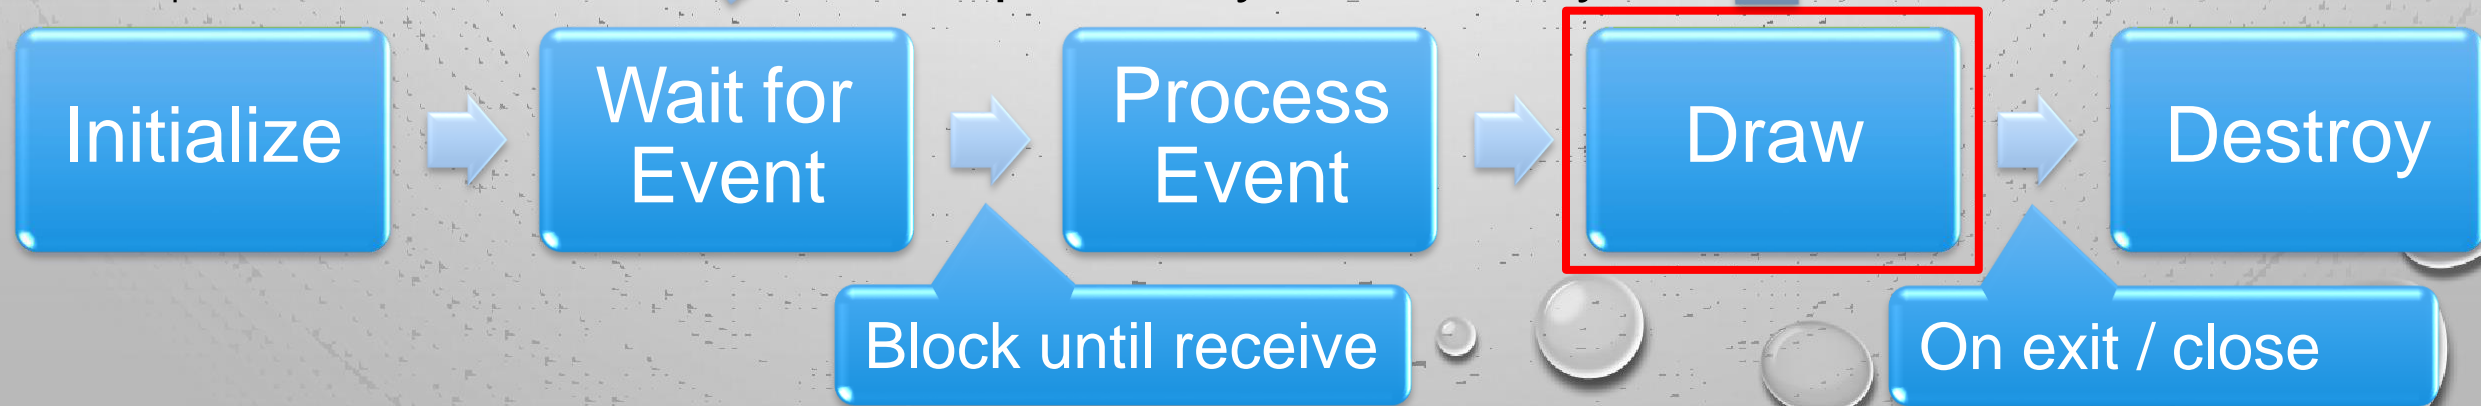 Initialize
Wait for
Event
Process
Event
Draw
Destroy
Block until receive
On exit / close